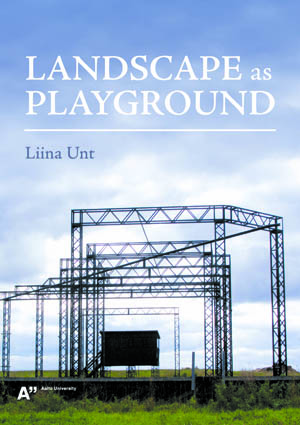 LANDSCAPE as
PLAYGROUND
Liina Unt
A”
Aalto University